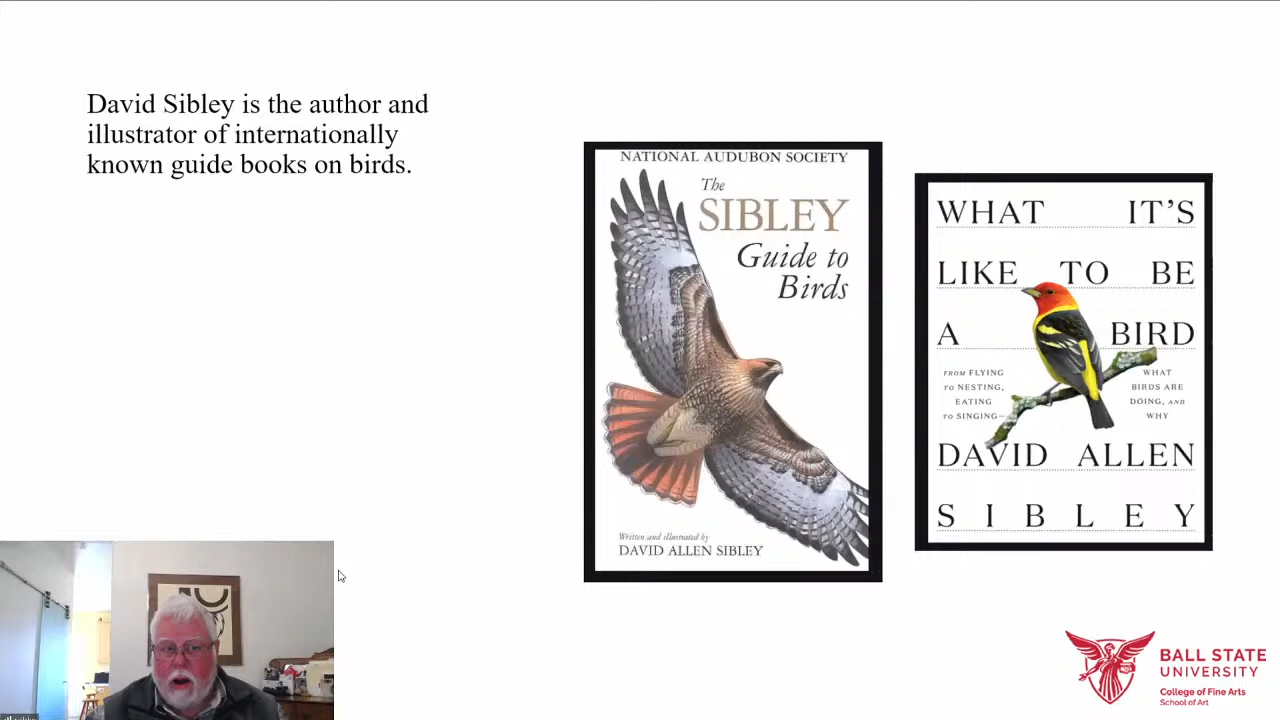 David Sibley is the author and
illustrator of internationally
known guide books on birds.
NATIONAL AUDUBON SOCIETY
The
SIBLEY
Guide to
Birds
Written and illustrated by
DAVID ALLEN SIBLEY
WHAT IT'S
LIKE TO BE
A BIRD
FROM FLYING
TO NESTING,
EATING
TO SINGING—
WHAT
BIRDS ARE
DOING, AND
WHY
DAVID ALLEN
SIBLEY
BALL STATE
UNIVERSITY
College of Fine Arts
School of Art